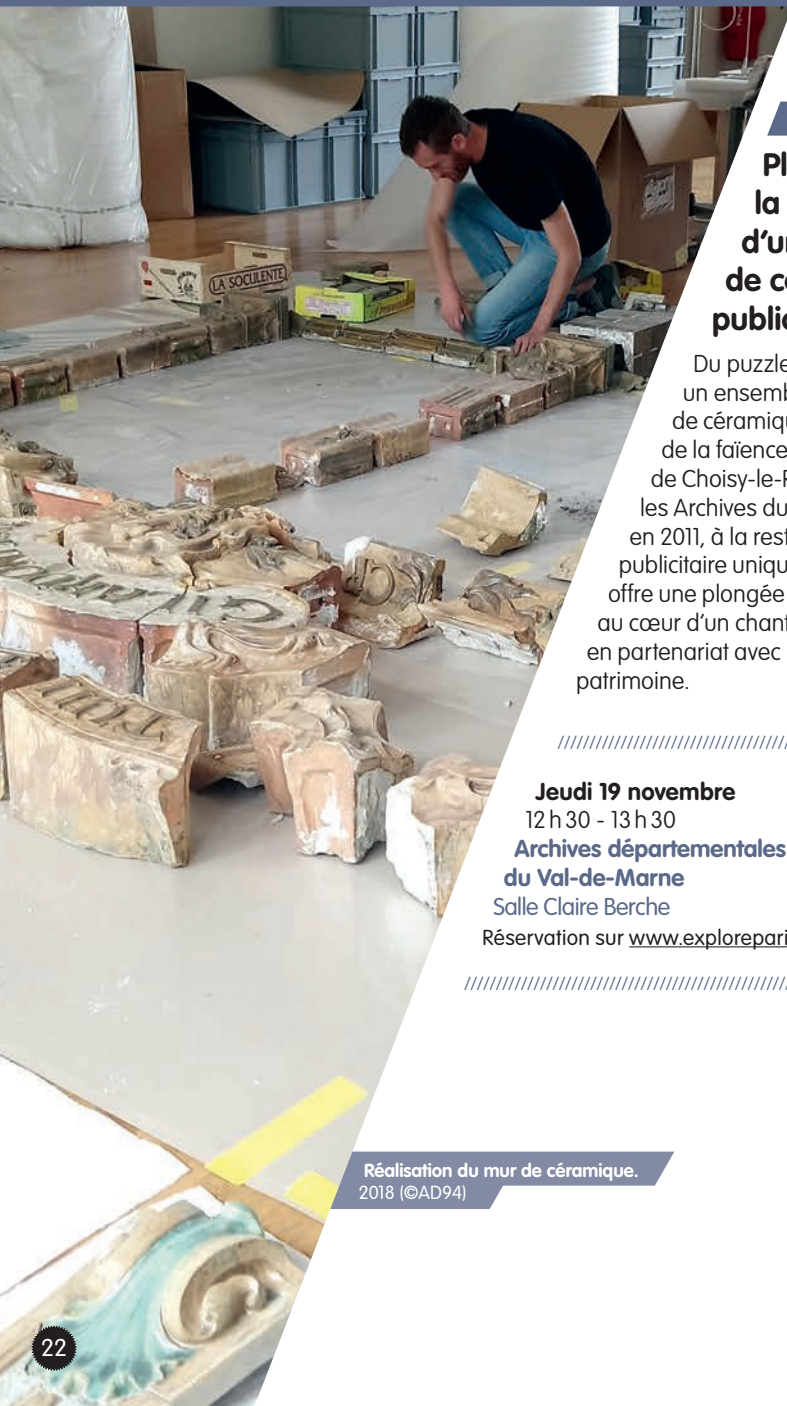 LA SOCULENTE
Pl
la
d'u
de c
public
Du puzzle
un ensemb
de céramiqu
de la faïence
de Choisy-le-R
les Archives du
en 2011, à la rest
publicitaire uniqu
offre une plongée
au cœur d'un chant
en partenariat avec
patrimoine.
Jeudi 19 novembre
12 h 30 - 13 h 30
Archives départementales
du Val-de-Marne
Salle Claire Berche
Réservation sur www.explorepari
Réalisation du mur de céramique.
2018 (©AD94)
22